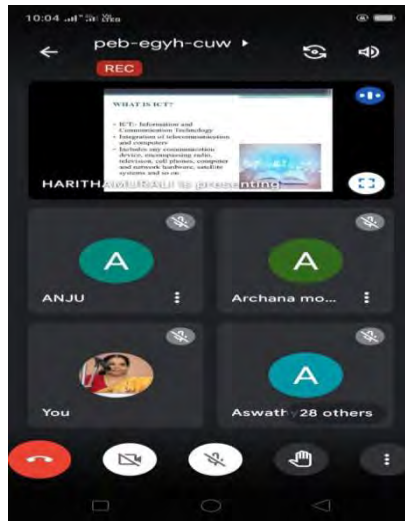 10:04
peb-egyh-cuw
REC
WHAT IS ICT?
• ICT:- Information and
Communication Technology
• Integration of telecommunication
and computers
• Includes any communication
device, encompassing radio,
television, cell phones, computer
and network hardware, satellite
systems and so on
HARITHAMURALI is presenting
A
A
ANJU
Archana mo...
A
You
Aswath
28 others